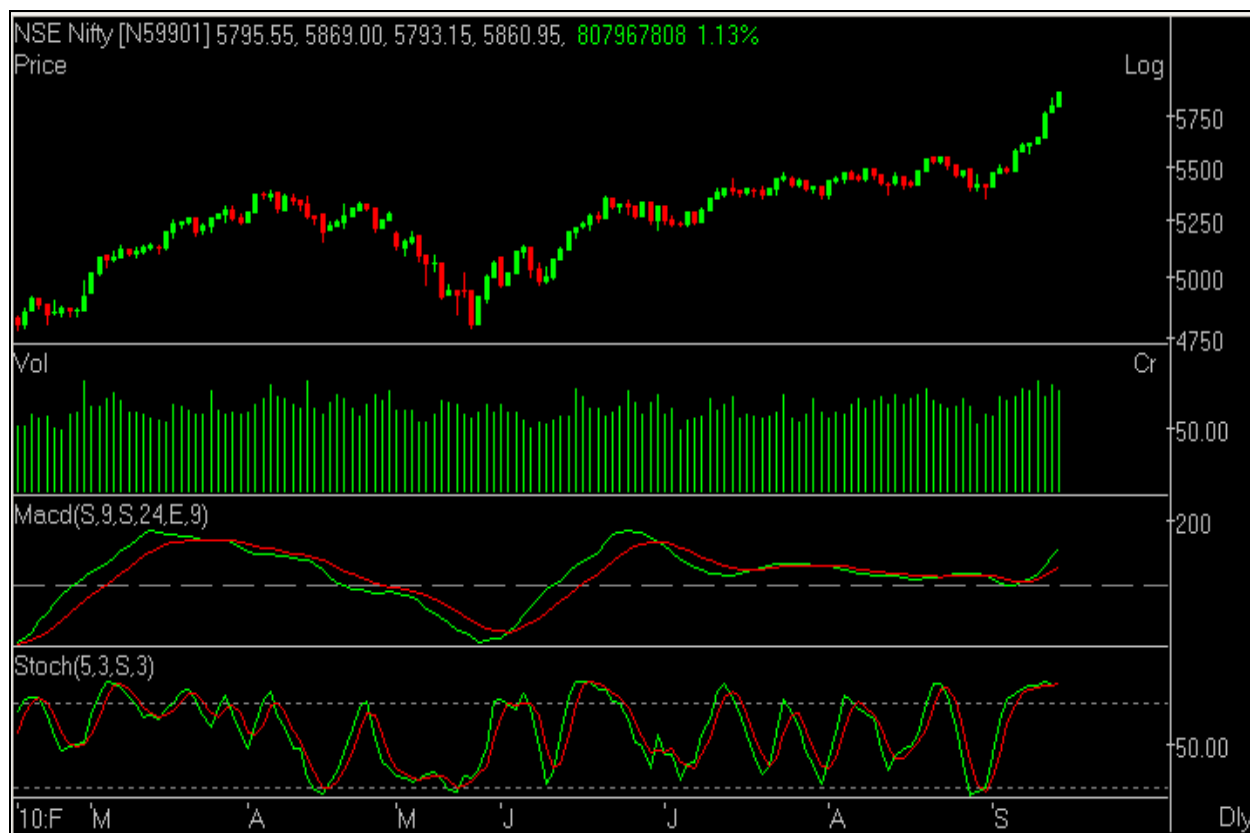 NSE Nifty [N59901] 5795.55, 5869.00, 5793.15, 5860.95, 807967808 1.13%
Price Log
5750
5500
5250
5000
4750
Vol Cr
50.00
Macd(S,9,S,24,E,9)
200
Stoch(5,3,S,3)
50.00
10:F M A M J J A S Dly